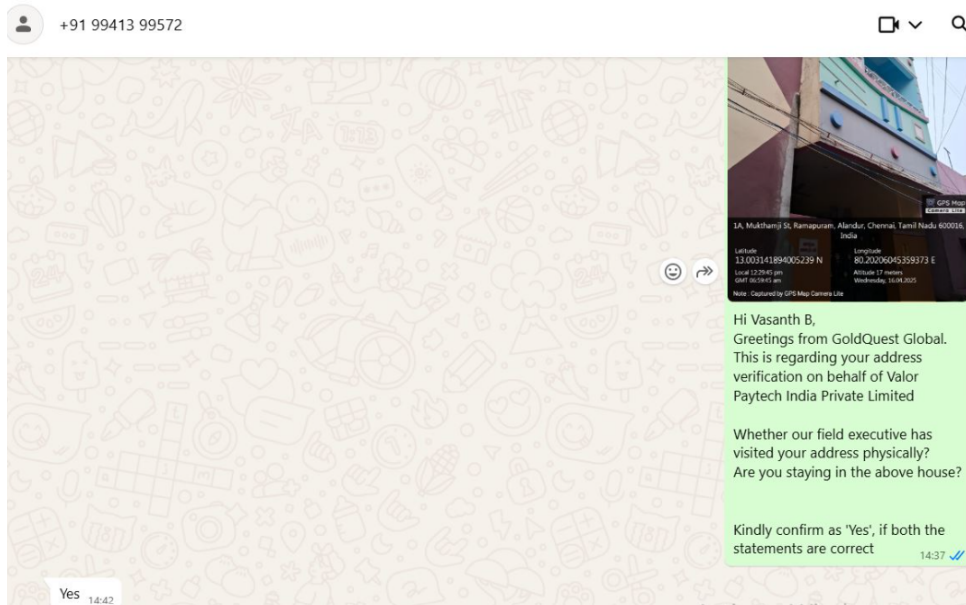 +91 99413 99572
GPS Map
Camera Lite
1A, Mukthamji St, Ramapuram, Alandur, Chennai, Tamil Nadu 600016,
India
Latitude
13.003141894005239 N
Longitude
80.20206045359373 E
Local 12:29:45 pm
GMT 06:59:45 am
Altitude 17 meters
Wednesday, 16.04.2025
Note : Captured by GPS Map Camera Lite
Hi Vasanth B,
Greetings from GoldQuest Global.
This is regarding your address
verification on behalf of Valor
Paytech India Private Limited
Whether our field executive has
visited your address physically?
Are you staying in the above house?
Kindly confirm as 'Yes', if both the
statements are correct
14:37
Yes 14:42